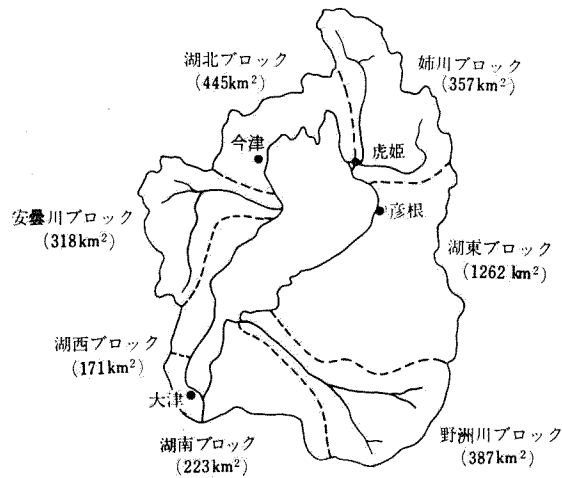 湖北ブロック
(445km²)
姉川ブロック
(357km²)
今津
虎姫
安曇川ブロック
(318km²)
彦根
湖東ブロック
(1262km²)
湖西ブロック
(171km²)
大津
湖南ブロック
(223km²)
野洲川ブロック
(387km²)